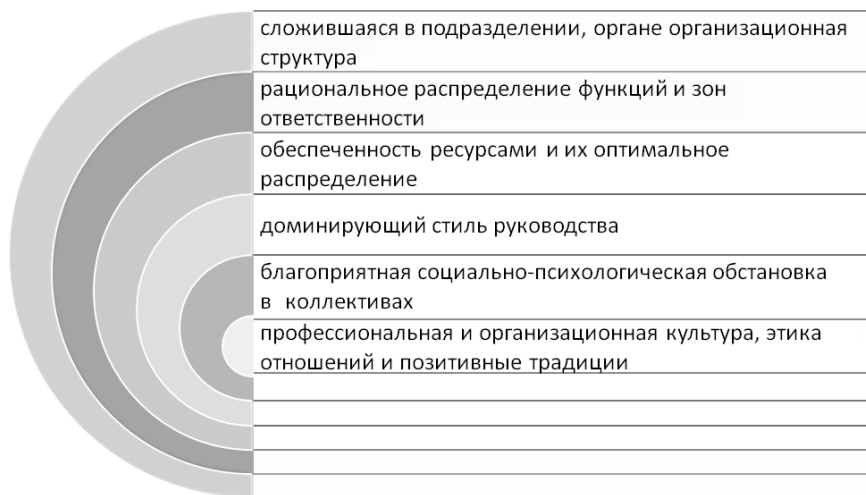 сложившаяся в подразделении, органе организационная
структура
рациональное распределение функций и зон
ответственности
обеспеченность ресурсами и их оптимальное
распределение
доминирующий стиль руководства
благоприятная социально-психологическая обстановка
в коллективах
профессиональная и организационная культура, этика
отношений и позитивные традиции